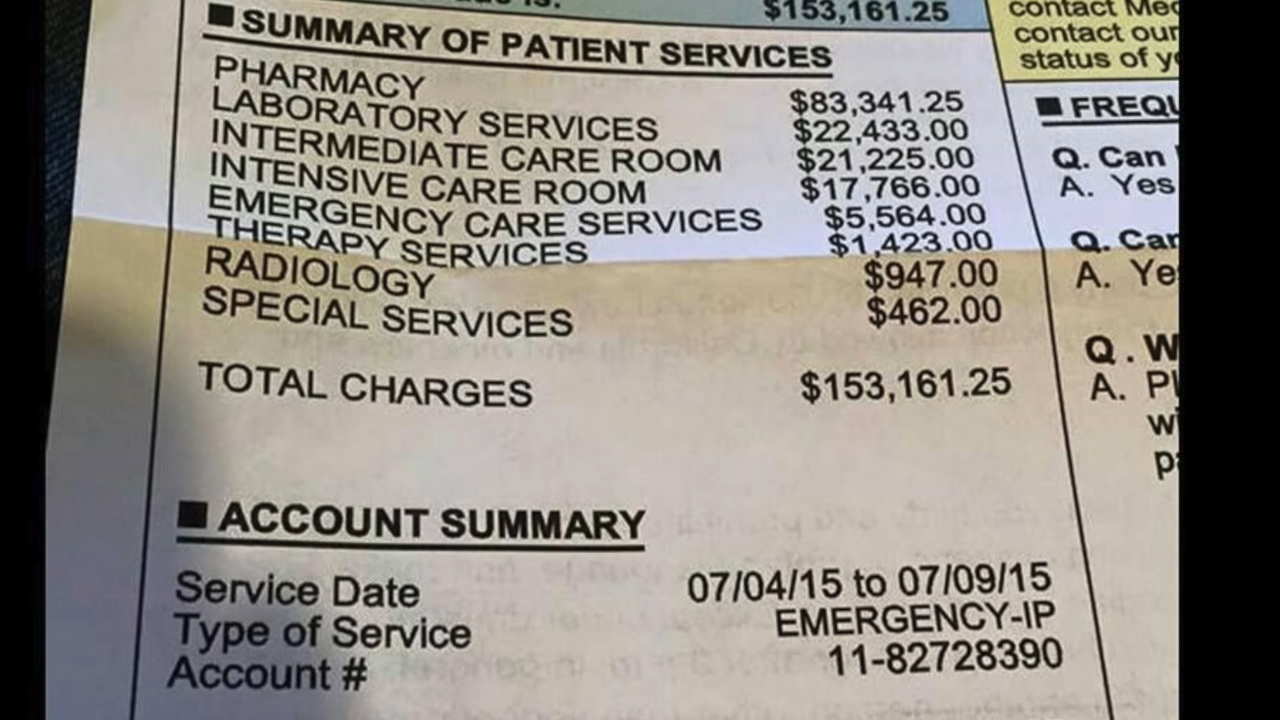 is:
$153,161.25
■ SUMMARY OF PATIENT SERVICES
PHARMACY $83,341.25
LABORATORY SERVICES $22,433.00
INTERMEDIATE CARE ROOM $21,225.00
INTENSIVE CARE ROOM $17,766.00
EMERGENCY CARE SERVICES $5,564.00
THERAPY SERVICES $1,423.00
RADIOLOGY $947.00
SPECIAL SERVICES $462.00
TOTAL CHARGES $153,161.25
■ ACCOUNT SUMMARY
Service Date 07/04/15 to 07/09/15
Type of Service EMERGENCY-IP
Account # 11-82728390
contact
contact our
status of
■
Q. Can
A. Yes
Q. Can
A.
Q.
A.